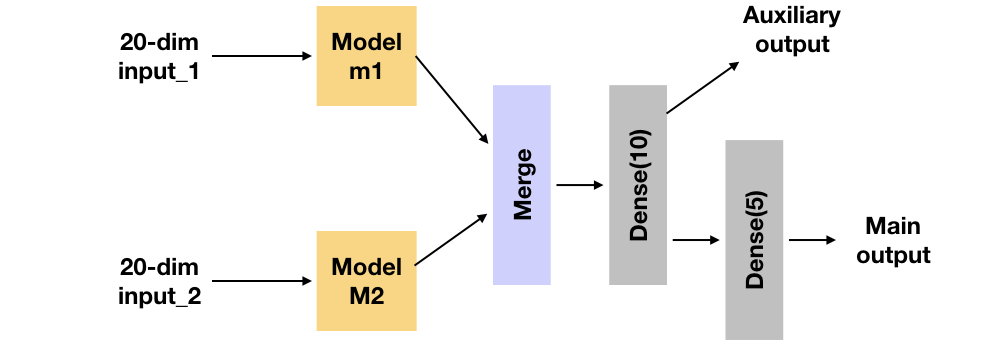 20-dim
input_1
Model
m1
20-dim
input_2
Model
M2
Merge
Dense(10)
Auxiliary
output
Dense(5)
Main
output